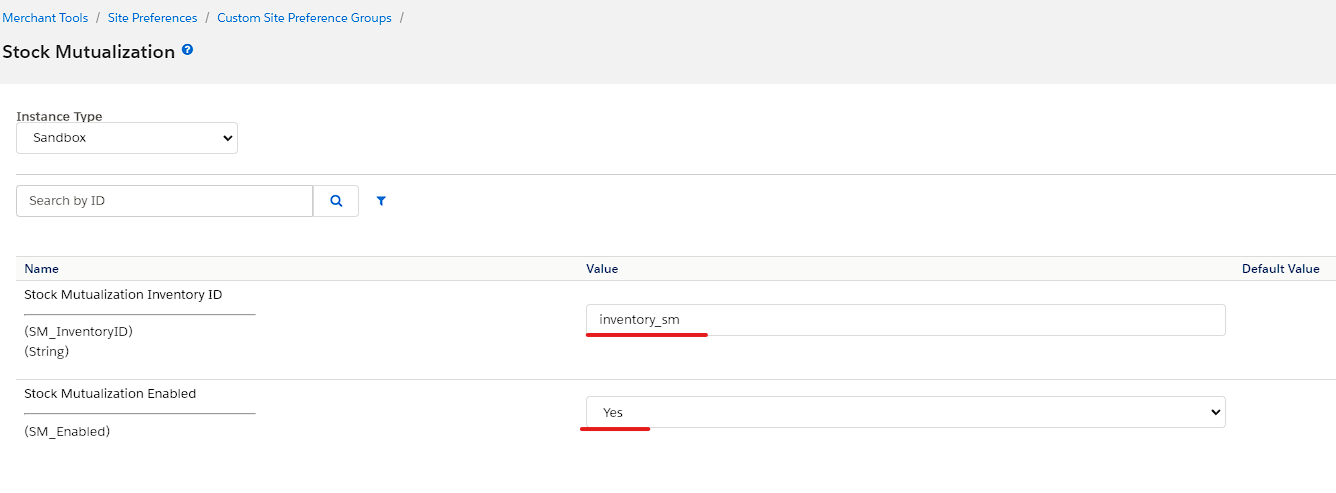 Merchant Tools / Site Preferences / Custom Site Preference Groups /
Stock Mutualization ?
Instance Type
Sandbox
Search by ID
Name Value Default Value
Stock Mutualization Inventory ID
inventory_sm
(SM_InventoryID)
(String)
Stock Mutualization Enabled
Yes
(SM_Enabled)